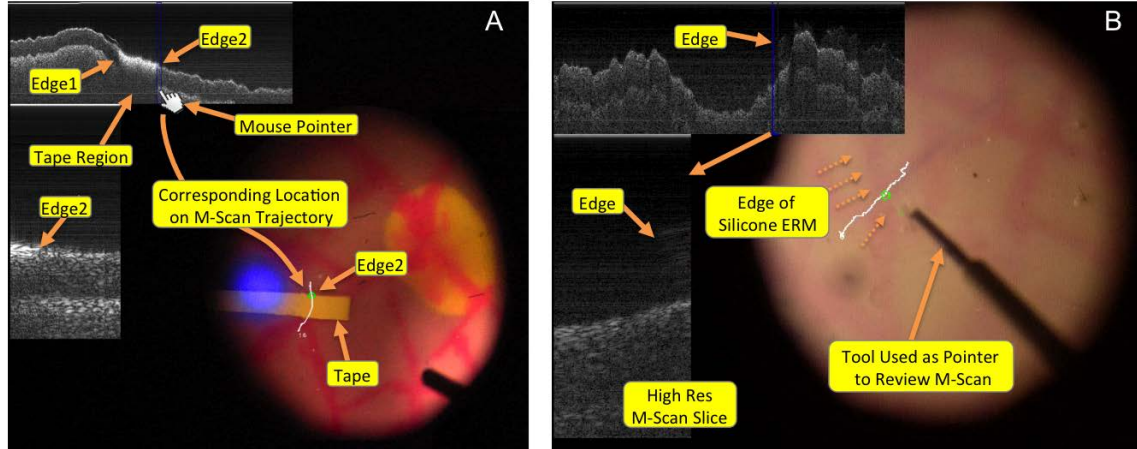 A
Edge2
Edge1
Mouse Pointer
Tape Region
Corresponding Location
on M-Scan Trajectory
Edge2
Edge2
Tape
B
Edge
Edge
Edge of
Silicone ERM
Tool Used as Pointer
to Review M-Scan
High Res
M-Scan Slice